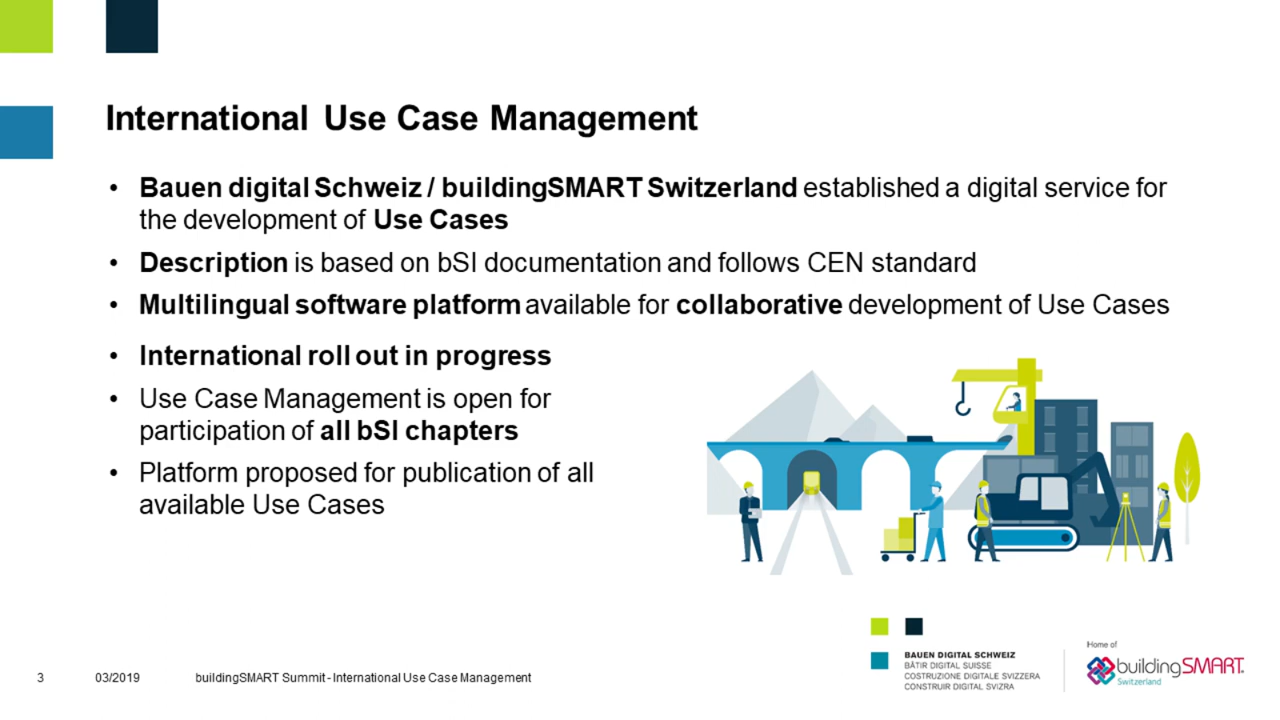 International Use Case Management
• Bauen digital Schweiz / buildingSMART Switzerland established a digital service for
the development of Use Cases
• Description is based on bSI documentation and follows CEN standard
• Multilingual software platform available for collaborative development of Use Cases
• International roll out in progress
• Use Case Management is open for
participation of all bSI chapters
• Platform proposed for publication of all
available Use Cases
BAUEN DIGITAL SCHWEIZ
BÂTIR DIGITAL SUISSE
COSTRUZIONE DIGITALE SVIZZERA
CONSTRUIR DIGITAL SVIZRA
Home of
buildingSMART®
Switzerland
3 03/2019 buildingSMART Summit - International Use Case Management